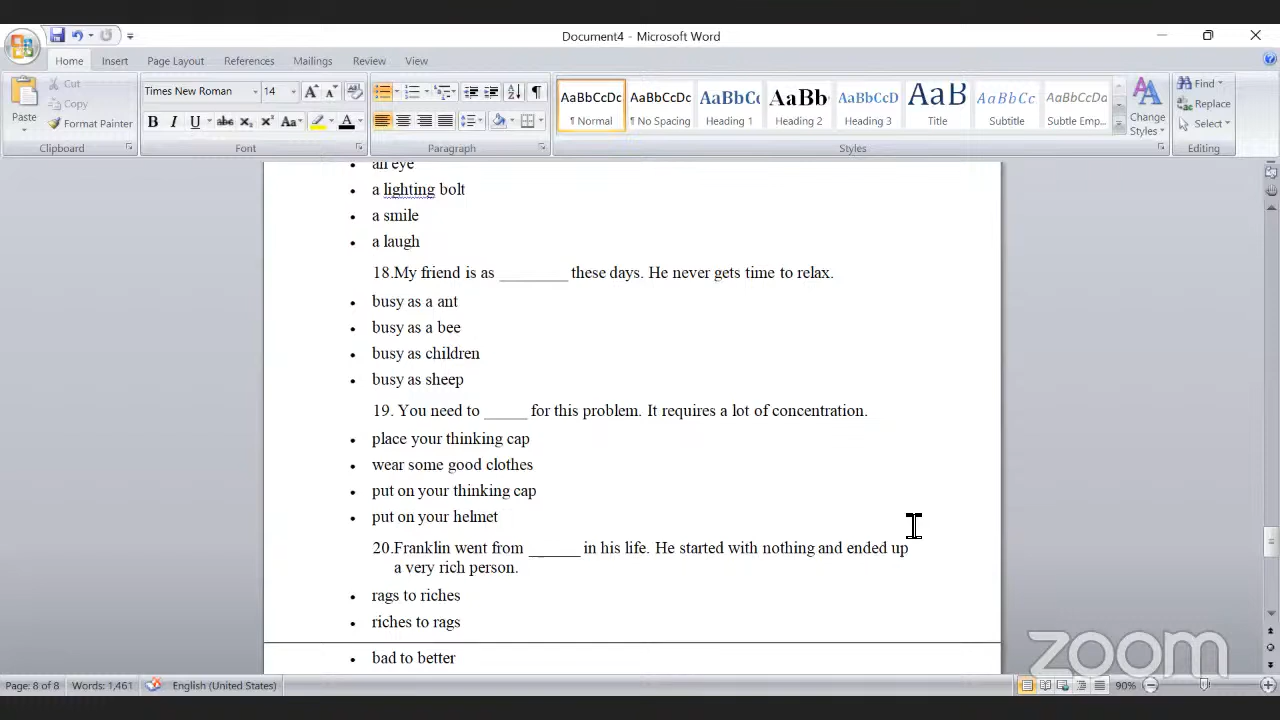 Document4 - Microsoft Word
Home Insert Page Layout References Mailings Review View
Paste
Cut
Copy
Format Painter
Clipboard
Times New Roman 14
Font
Paragraph
AaBbCcDc AaBbCcDc AaBbC AaBb AaBbCcD AaB AaBbCc AaBbCcDa
¶ Normal ¶ No Spacing Heading 1 Heading 2 Heading 3 Title Subtitle Subtle Emp...
Change
Styles
Styles
Find
Replace
Select
Editing
an eye
• a lighting bolt
• a smile
• a laugh
18.My friend is as ________ these days. He never gets time to relax.
• busy as a ant
• busy as a bee
• busy as children
• busy as sheep
19. You need to _____ for this problem. It requires a lot of concentration.
• place your thinking cap
• wear some good clothes
• put on your thinking cap
• put on your helmet
20.Franklin went from ______ in his life. He started with nothing and ended up
a very rich person.
• rags to riches
• riches to rags
• bad to better
zoom
Page: 8 of 8 Words: 1,461 English (United States) 90%